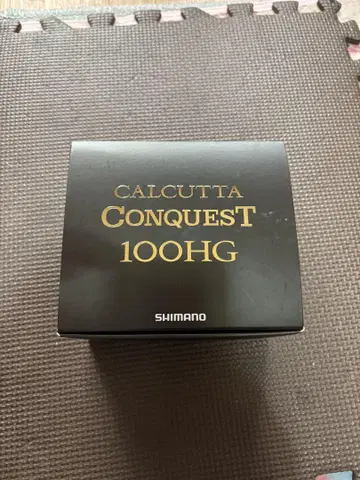 CALCUTTA
CONQUEST
100HG
SHIMANO